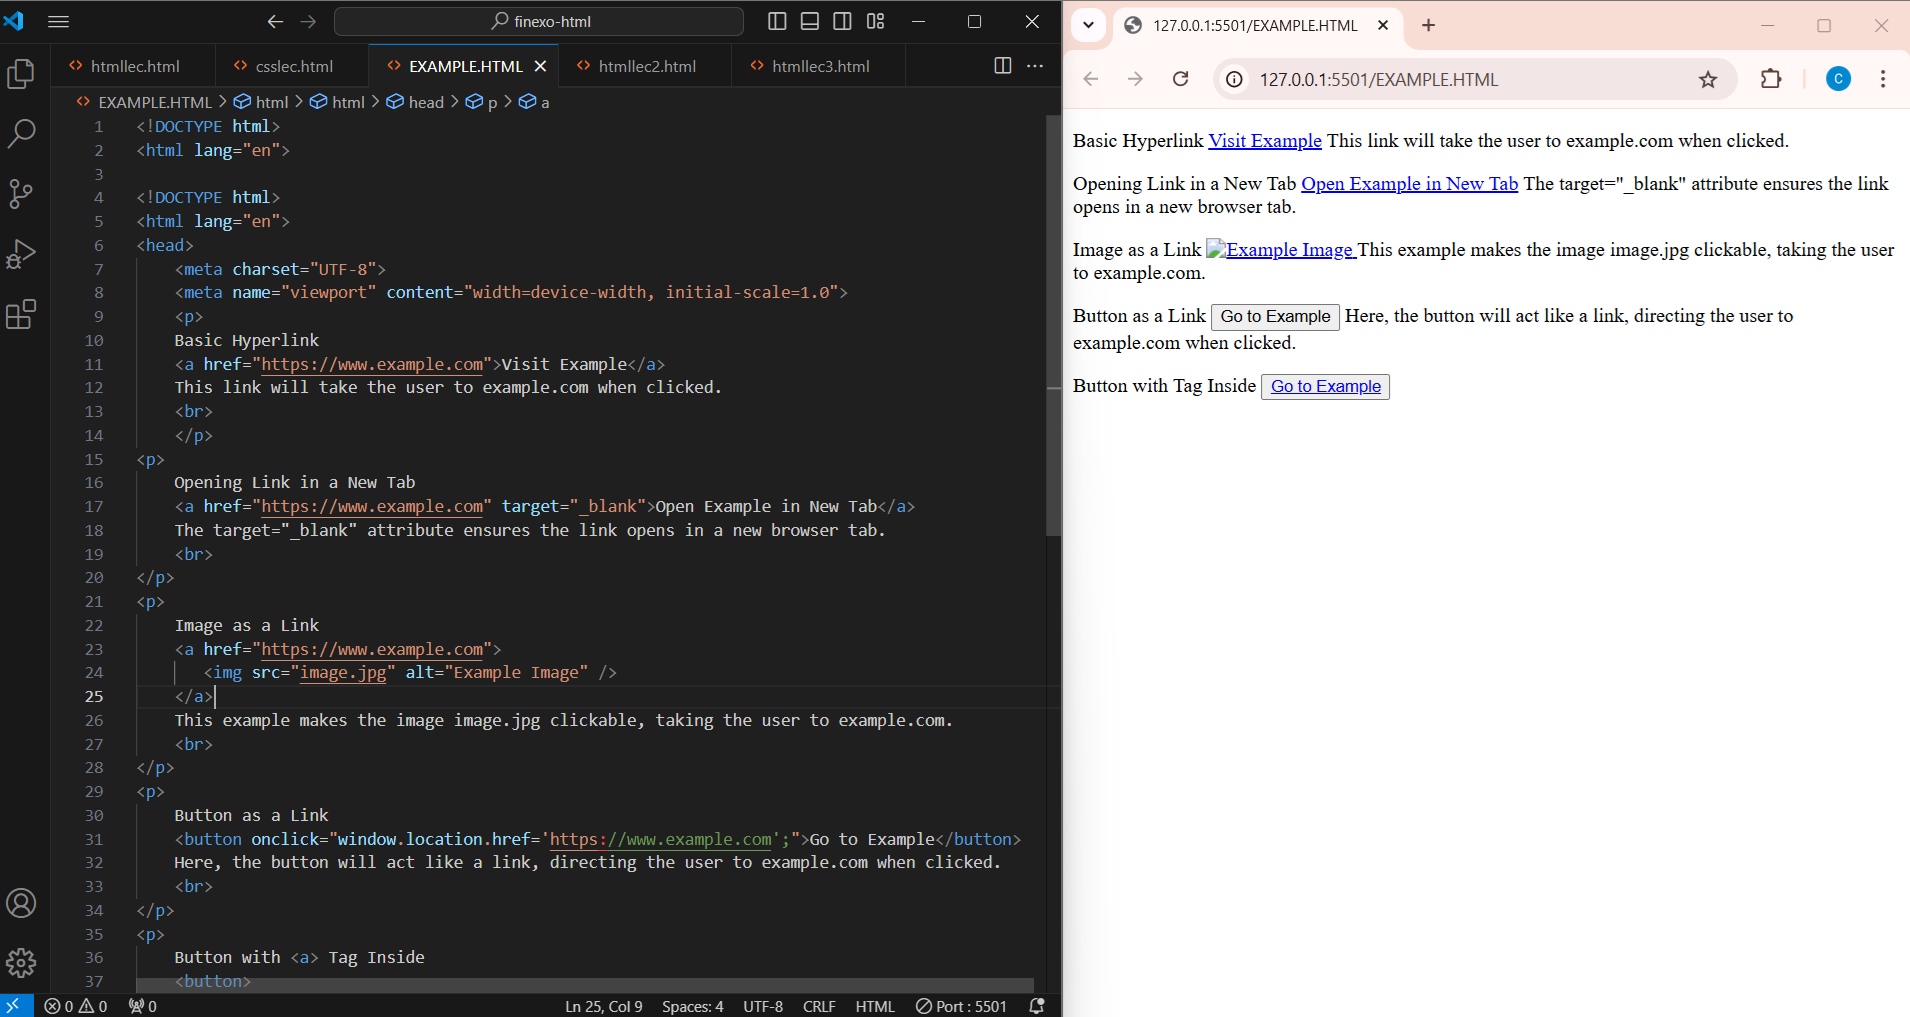 finexo-html
htmllec.html
csslec.html
EXAMPLE.HTML
htmllec2.html
htmllec3.html
EXAMPLE.HTML > html > html > head > p > a
1 <!DOCTYPE html>
2 <html lang="en">
3
4 <!DOCTYPE html>
5 <html lang="en">
6 <head>
7 <meta charset="UTF-8">
8 <meta name="viewport" content="width=device-width, initial-scale=1.0">
9 <p>
10 Basic Hyperlink
11 <a href="https://www.example.com">Visit Example</a>
12 This link will take the user to example.com when clicked.
13 <br>
14 </p>
15 <p>
16 Opening Link in a New Tab
17 <a href="https://www.example.com" target="_blank">Open Example in New Tab</a>
18 The target="_blank" attribute ensures the link opens in a new browser tab.
19 <br>
20 </p>
21 <p>
22 Image as a Link
23 <a href="https://www.example.com">
24 <img src="image.jpg" alt="Example Image" />
25 </a>
26 This example makes the image image.jpg clickable, taking the user to example.com.
27 <br>
28 </p>
29 <p>
30 Button as a Link
31 <button onclick="window.location.href='https://www.example.com';">Go to Example</button>
32 Here, the button will act like a link, directing the user to example.com when clicked.
33 <br>
34 </p>
35 <p>
36 Button with <a> Tag Inside
37 <button>
0 0 0
Ln 25, Col 9 Spaces: 4 UTF-8 CRLF HTML Port : 5501
127.0.0.1:5501/EXAMPLE.HTML
127.0.0.1:5501/EXAMPLE.HTML
C
Basic Hyperlink Visit Example This link will take the user to example.com when clicked.
Opening Link in a New Tab Open Example in New Tab The target="_blank" attribute ensures the link
opens in a new browser tab.
Image as a Link Example Image This example makes the image image.jpg clickable, taking the user
to example.com.
Button as a Link Go to Example Here, the button will act like a link, directing the user to
example.com when clicked.
Button with Tag Inside Go to Example